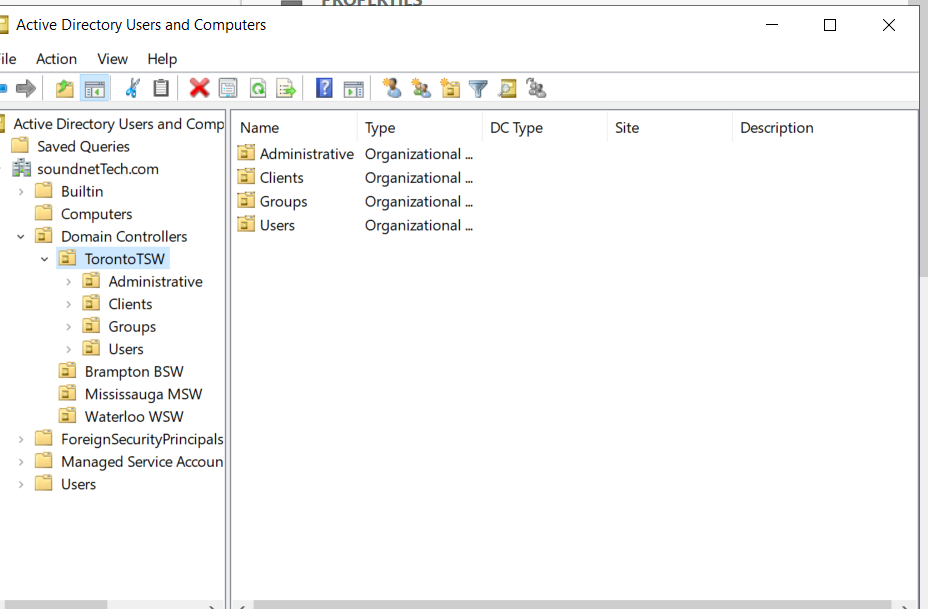 PROPERTIES
Active Directory Users and Computers
ile Action View Help
Active Directory Users and Comp
Saved Queries
soundnetTech.com
Builtin
Computers
Domain Controllers
TorontoTSW
Administrative
Clients
Groups
Users
Brampton BSW
Mississauga MSW
Waterloo WSW
ForeignSecurityPrincipals
Managed Service Accoun
Users
Name Type DC Type Site Description
Administrative Organizational ...
Clients Organizational ...
Groups Organizational ...
Users Organizational ...